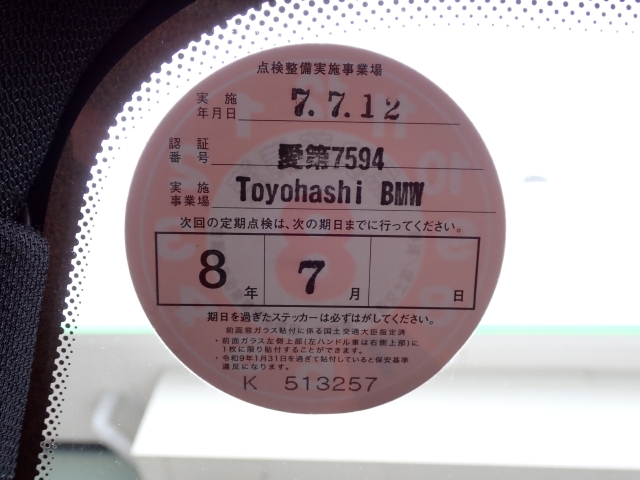 点検整備実施事業場
実施
年月日 7.7.12
認証
番号 愛第7594
実施
事業場 Toyohashi BMW
次回の定期点検は、次の期日までに行ってください。
8年 7月 日
期日を過ぎたステッカーは必ずはがしてください。
前面窓ガラス貼付に係る国土交通大臣指定済
・前面ガラス左側上部(左ハンドル車は右側上部)に
1枚に限り貼付することができます。
・令和9年1月31日を過ぎて貼付していると保安基準
違反になります。
K 513257